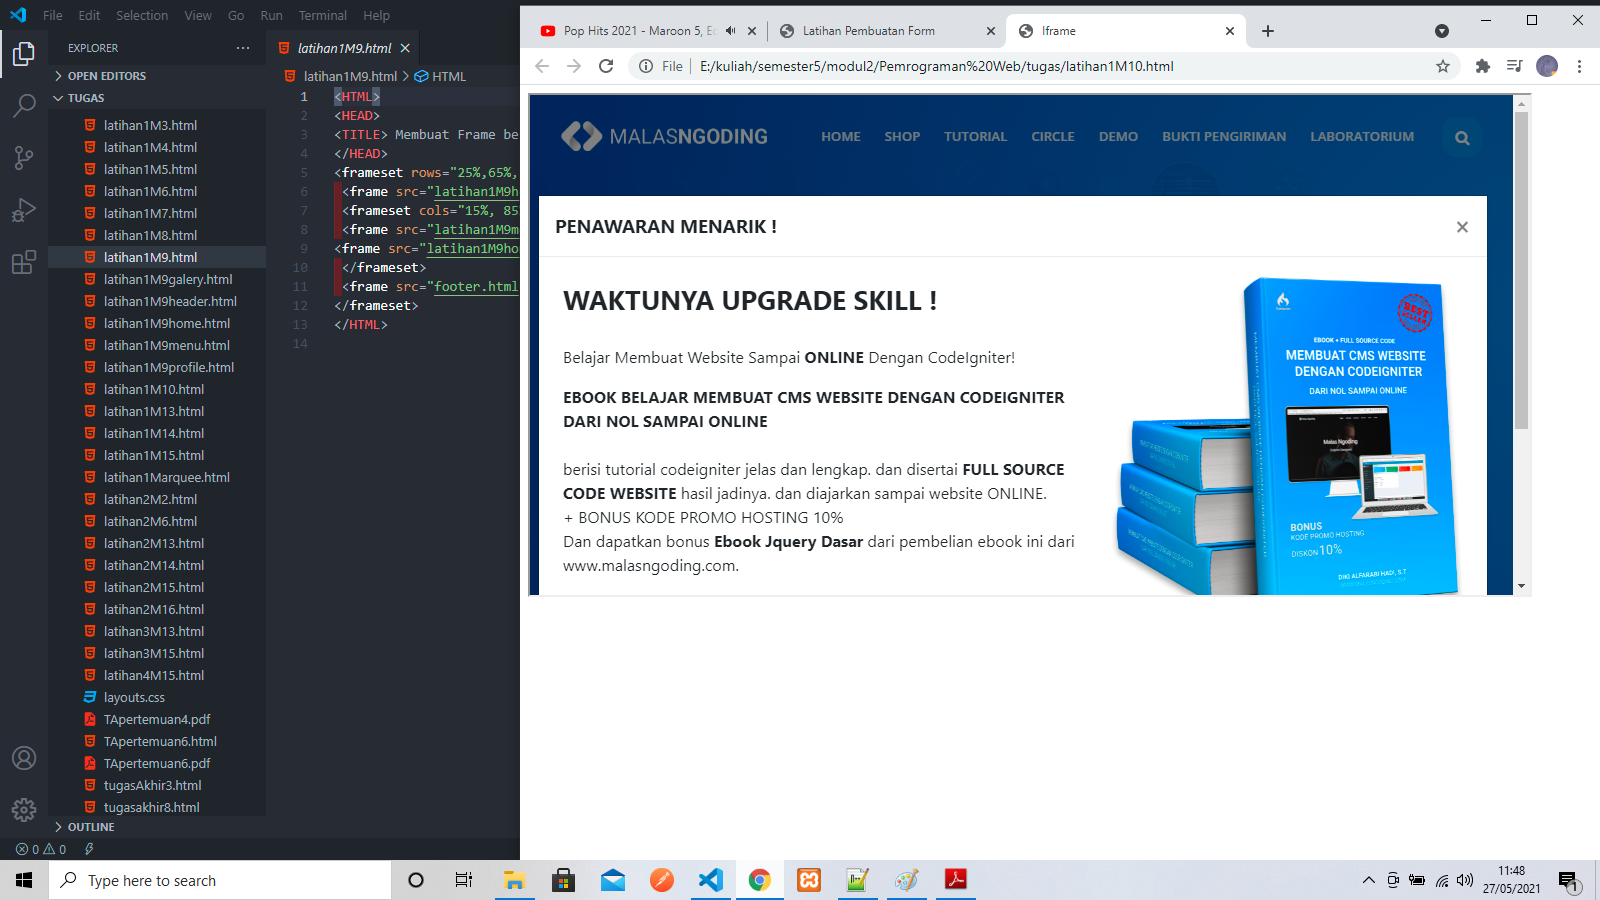 File Edit Selection View Go Run Terminal Help
EXPLORER
OPEN EDITORS
TUGAS
latihan1M3.html
latihan1M4.html
latihan1M5.html
latihan1M6.html
latihan1M7.html
latihan1M8.html
latihan1M9.html
latihan1M9galery.html
latihan1M9header.html
latihan1M9home.html
latihan1M9menu.html
latihan1M9profile.html
latihan1M10.html
latihan1M13.html
latihan1M14.html
latihan1M15.html
latihan1Marquee.html
latihan2M2.html
latihan2M6.html
latihan2M13.html
latihan2M14.html
latihan2M15.html
latihan2M16.html
latihan3M13.html
latihan3M15.html
latihan4M15.html
layouts.css
TApertemuan4.pdf
TApertemuan6.html
TApertemuan6.pdf
tugasAkhir3.html
tugasakhir8.html
OUTLINE
0 0
latihan1M9.html
latihan1M9.html > HTML
1 <HTML>
2 <HEAD>
3 <TITLE> Membuat Frame be
4 </HEAD>
5 <frameset rows="25%,65%,
6 <frame src="latihan1M9h
7 <frameset cols="15%, 85
8 <frame src="latihan1M9m
9 <frame src="latihan1M9ho
10 </frameset>
11 <frame src="footer.html
12 </frameset>
13 </HTML>
14
Pop Hits 2021 - Maroon 5, Ed
Latihan Pembuatan Form
Iframe
File E:/kuliah/semester5/modul2/Pemrograman%20Web/tugas/latihan1M10.html
MALASNGODING
HOME SHOP TUTORIAL CIRCLE DEMO BUKTI PENGIRIMAN LABORATORIUM
PENAWARAN MENARIK !
WAKTUNYA UPGRADE SKILL !
Belajar Membuat Website Sampai ONLINE Dengan CodeIgniter!
EBOOK BELAJAR MEMBUAT CMS WEBSITE DENGAN CODEIGNITER
DARI NOL SAMPAI ONLINE
berisi tutorial codeigniter jelas dan lengkap. dan disertai FULL SOURCE
CODE WEBSITE hasil jadinya. dan diajarkan sampai website ONLINE.
+ BONUS KODE PROMO HOSTING 10%
Dan dapatkan bonus Ebook Jquery Dasar dari pembelian ebook ini dari
www.malasngoding.com.
BEST SELLER
EBOOK + FULL SOURCE CODE
MEMBUAT CMS WEBSITE
DENGAN CODEIGNITER
DARI NOL SAMPAI ONLINE
Malas Ngoding
BONUS
KODE PROMO HOSTING
DISKON 10%
DIKI ALFARABI HADI, S.T
Type here to search
11:48
27/05/2021
1